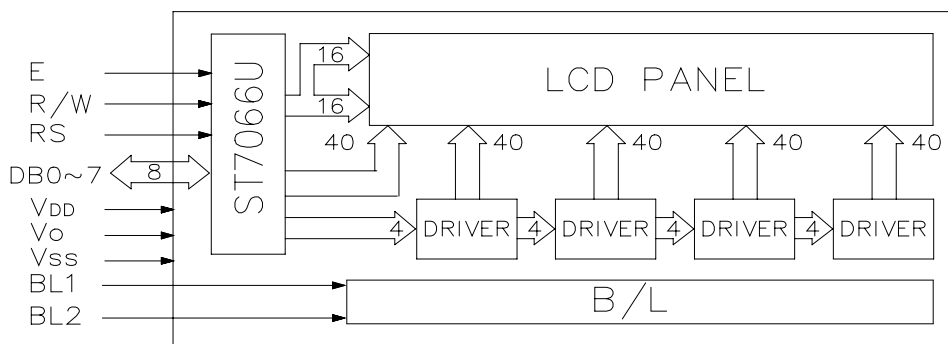 E
R/W
RS
DB0~7
8
VDD
Vo
Vss
BL1
BL2
ST7066U
16
16
LCD PANEL
40
40
40
40
40
4
DRIVER
4
DRIVER
4
DRIVER
4
DRIVER
B/L